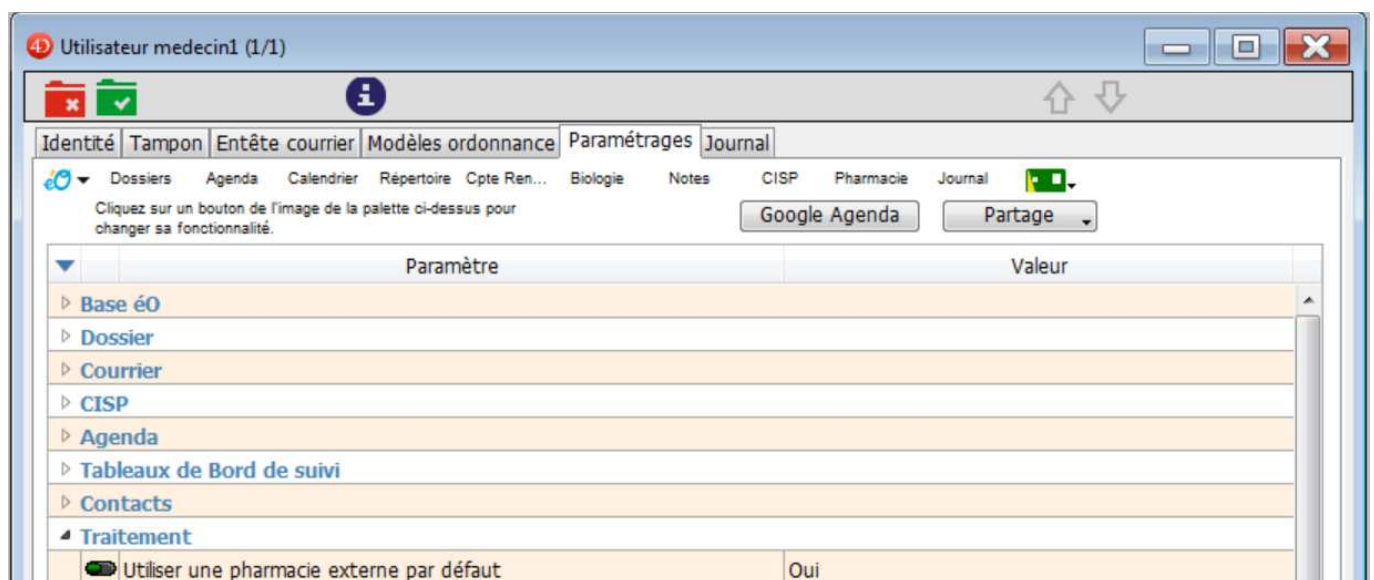 4D Utilisateur medecin1 (1/1)
Identité Tampon Entête courrier Modèles ordonnance Paramétrages Journal
éO Dossiers Agenda Calendrier Répertoire Cpte Ren... Biologie Notes CISP Pharmacie Journal
Cliquez sur un bouton de l'image de la palette ci-dessus pour
changer sa fonctionnalité.
Google Agenda Partage
Paramètre Valeur
Base éO
Dossier
Courrier
CISP
Agenda
Tableaux de Bord de suivi
Contacts
Traitement
Utiliser une pharmacie externe par défaut Oui